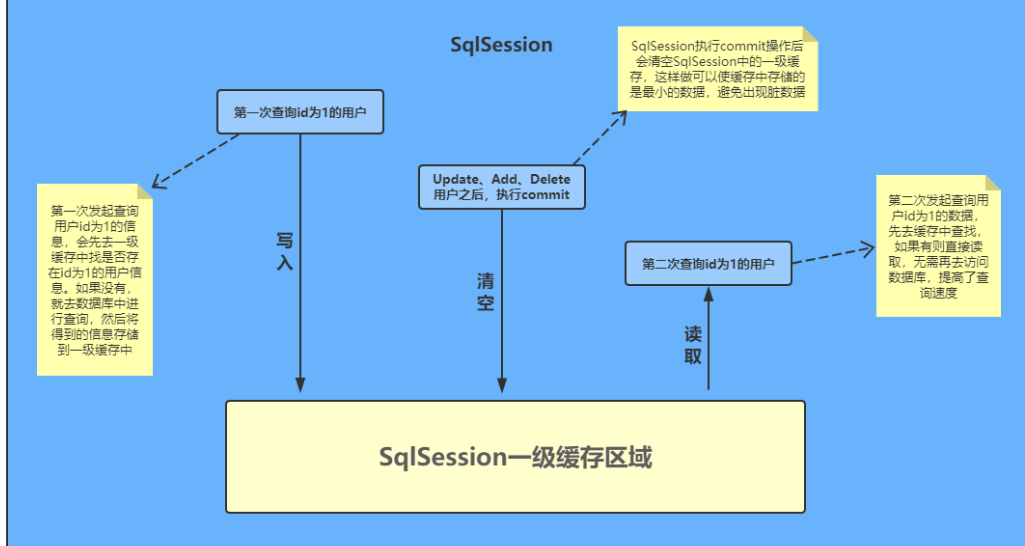 SqlSession
SqlSession执行commit操作后
会清空SqlSession中的一级缓
存，这样做可以使缓存中存储的
是最小的数据，避免出现脏数据
第一次查询id为1的用户
Update、Add、Delete
用户之后，执行commit
第一次发起查询
用户id为1的信
息，会先去一级
缓存中找是否存
在id为1的用户信
息。如果没有，
就去数据库中进
行查询，然后将
得到的信息存储
到一级缓存中
写
入
清
空
第二次查询id为1的用户
第二次发起查询用
户id为1的数据，
先去缓存中查找，
如果有则直接读
取，无需再去访问
数据库，提高了查
询速度
读
取
SqlSession一级缓存区域